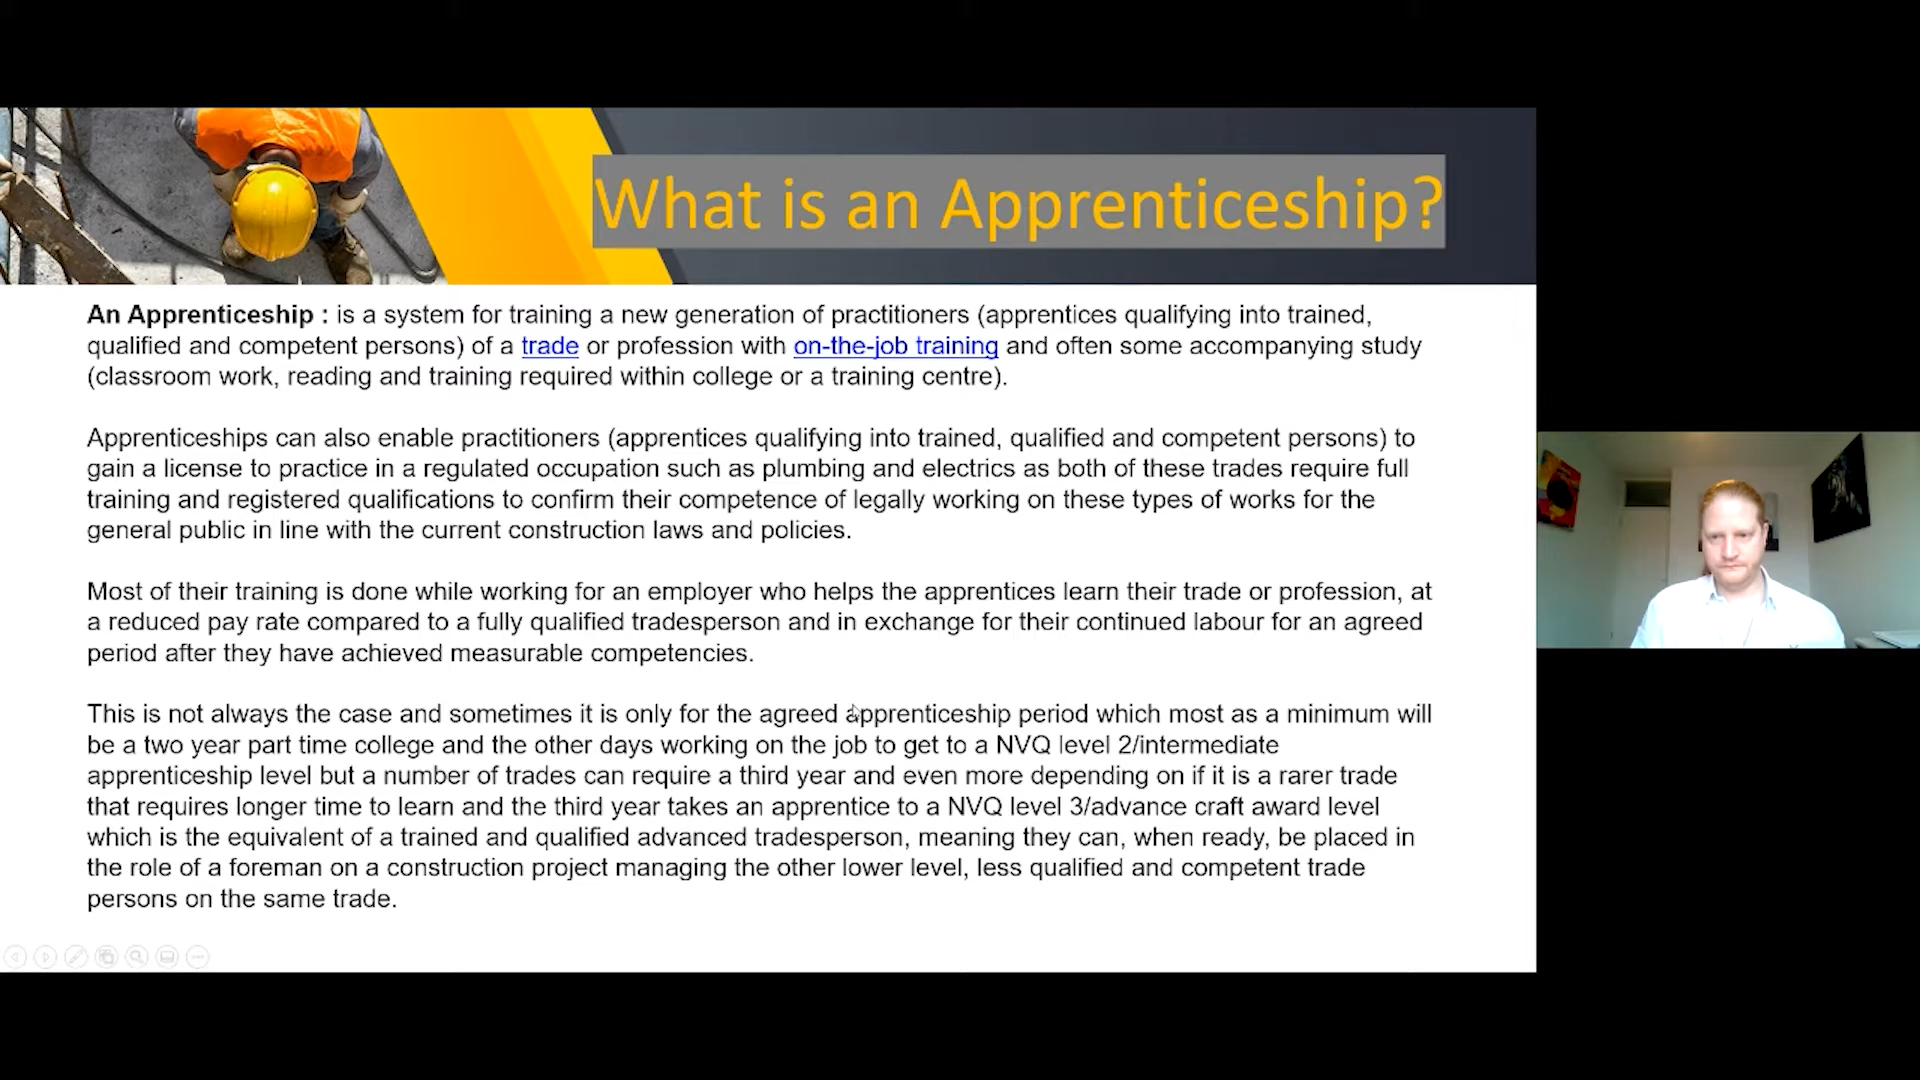 What is an Apprenticeship?
An Apprenticeship : is a system for training a new generation of practitioners (apprentices qualifying into trained,
qualified and competent persons) of a trade or profession with on-the-job training and often some accompanying study
(classroom work, reading and training required within college or a training centre).
Apprenticeships can also enable practitioners (apprentices qualifying into trained, qualified and competent persons) to
gain a license to practice in a regulated occupation such as plumbing and electrics as both of these trades require full
training and registered qualifications to confirm their competence of legally working on these types of works for the
general public in line with the current construction laws and policies.
Most of their training is done while working for an employer who helps the apprentices learn their trade or profession, at
a reduced pay rate compared to a fully qualified tradesperson and in exchange for their continued labour for an agreed
period after they have achieved measurable competencies.
This is not always the case and sometimes it is only for the agreed apprenticeship period which most as a minimum will
be a two year part time college and the other days working on the job to get to a NVQ level 2/intermediate
apprenticeship level but a number of trades can require a third year and even more depending on if it is a rarer trade
that requires longer time to learn and the third year takes an apprentice to a NVQ level 3/advance craft award level
which is the equivalent of a trained and qualified advanced tradesperson, meaning they can, when ready, be placed in
the role of a foreman on a construction project managing the other lower level, less qualified and competent trade
persons on the same trade.